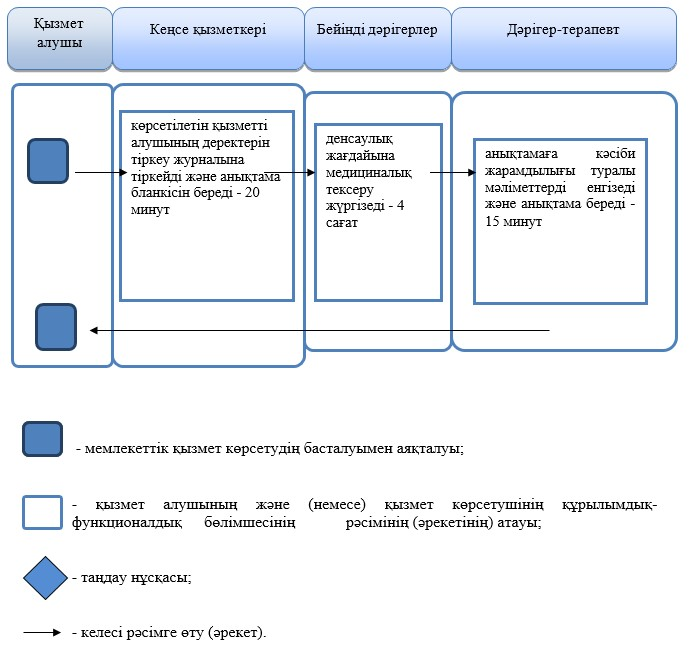 Қызмет
алушы
Кеңсе қызметкері
Бейінді дәрігерлер
Дәрігер-терапевт
көрсетілетін қызметті
алушының деректерін
тіркеу журналына
тіркейді және анықтама
бланкісін береді - 20
минут
денсаулық
жағдайына
медициналық
тексеру
жүргізеді - 4
сағат
анықтамаға кәсіби
жарамдылығы туралы
мәліметтерді енгізеді
және анықтама береді -
15 минут
- мемлекеттік қызмет көрсетудің басталуымен аяқталуы;
- қызмет алушының және (немесе) қызмет көрсетушінің құрылымдық-
функционалдық бөлімшесінің рәсімінің (әрекетінің) атауы;
- таңдау нұсқасы;
- келесі рәсімге өту (әрекет).